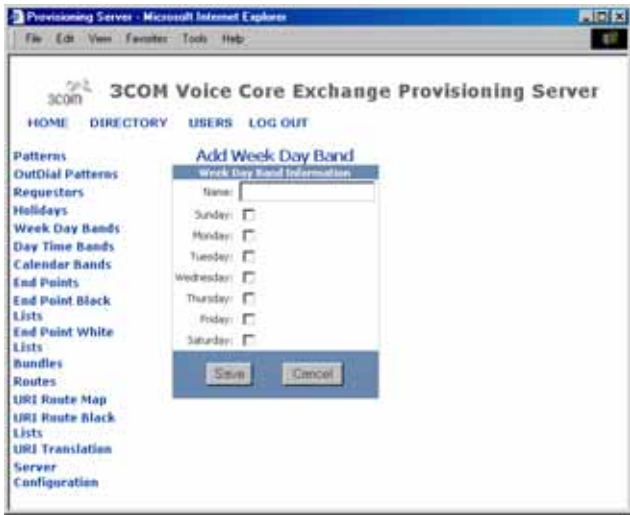 Provisioning Server - Microsoft Internet Explorer
File Edit View Favorites Tools Help
3com
3COM Voice Core Exchange Provisioning Server
HOME DIRECTORY USERS LOG OUT
Patterns
OutDial Patterns
Requestors
Holidays
Week Day Bands
Day Time Bands
Calendar Bands
End Points
End Point Black
Lists
End Point White
Lists
Bundles
Routes
URI Route Map
URI Route Black
Lists
URI Translation
Server
Configuration
Add Week Day Band
Week Day Band Information
Name:
Sunday:
Monday:
Tuesday:
Wednesday:
Thursday:
Friday:
Saturday:
Save Cancel